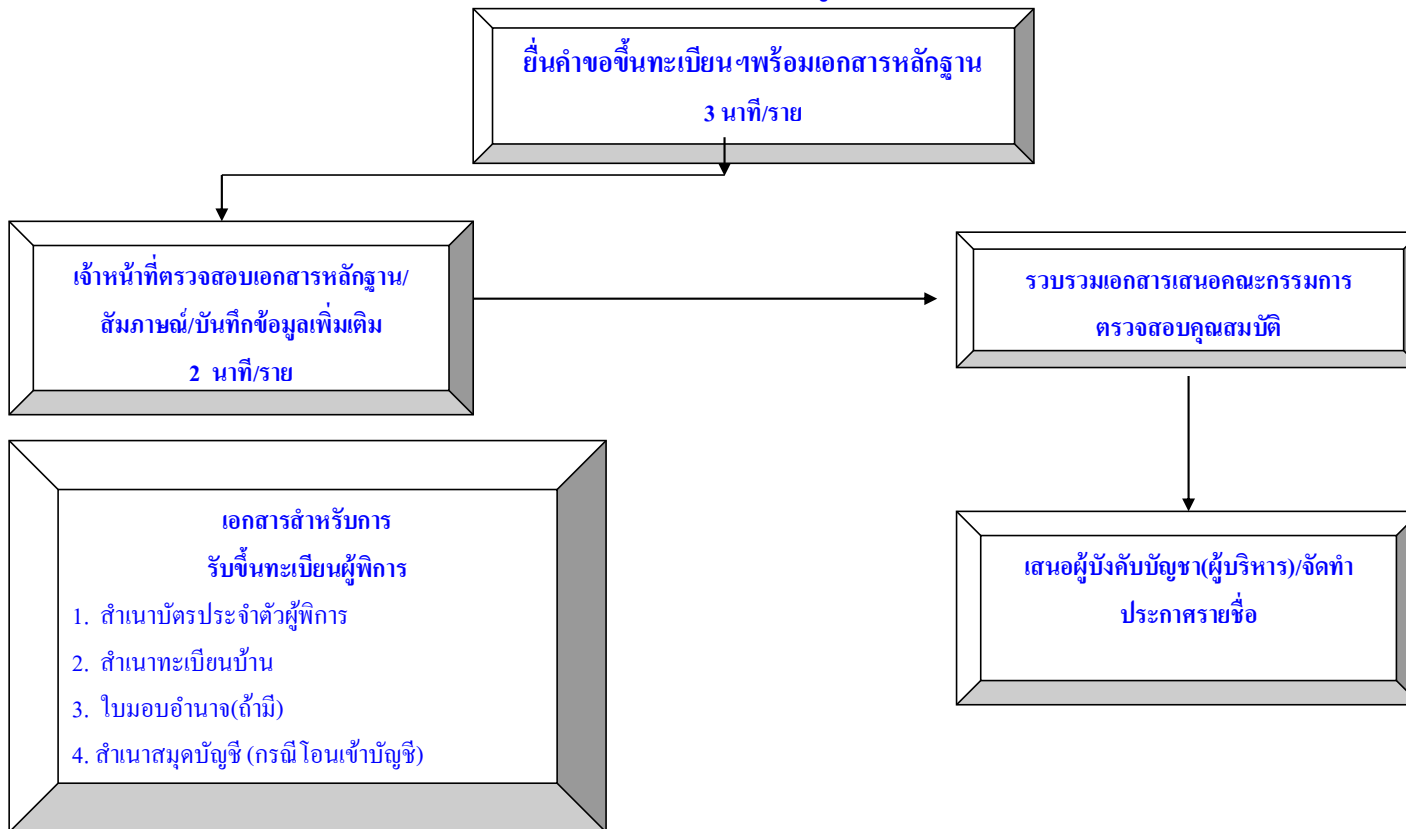 ยื่นคำขอขึ้นทะเบียนฯพร้อมเอกสารหลักฐาน
3 นาที/ราย
เจ้าหน้าที่ตรวจสอบเอกสารหลักฐาน/
สัมภาษณ์/บันทึกข้อมูลเพิ่มเติม
2 นาที/ราย
รวบรวมเอกสารเสนอคณะกรรมการ
ตรวจสอบคุณสมบัติ
เสนอผู้บังคับบัญชา(ผู้บริหาร)/จัดทำ
ประกาศรายชื่อ
เอกสารสำหรับการ
รับขึ้นทะเบียนผู้พิการ
1. สำเนาบัตรประจำตัวผู้พิการ
2. สำเนาทะเบียนบ้าน
3. ใบมอบอำนาจ(ถ้ามี)
4. สำเนาสมุดบัญชี (กรณีโอนเข้าบัญชี)